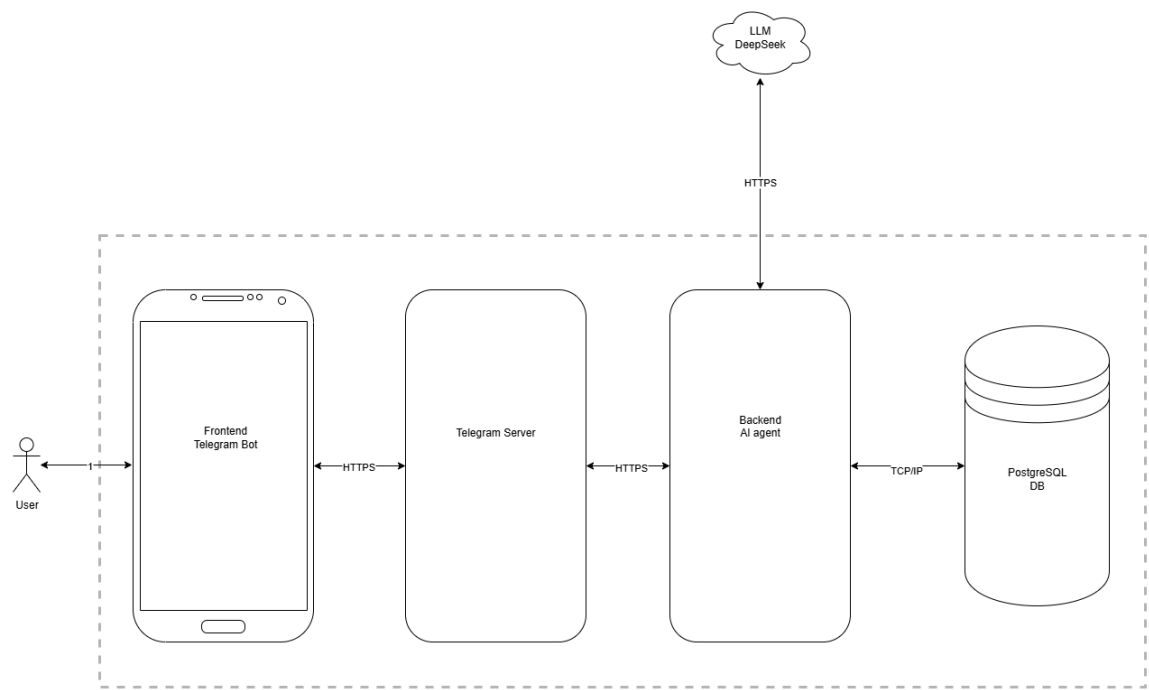 LLM
DeepSeek
HTTPS
Frontend
Telegram Bot
Telegram Server
Backend
AI agent
PostgreSQL
DB
User
1
HTTPS
HTTPS
TCP/IP